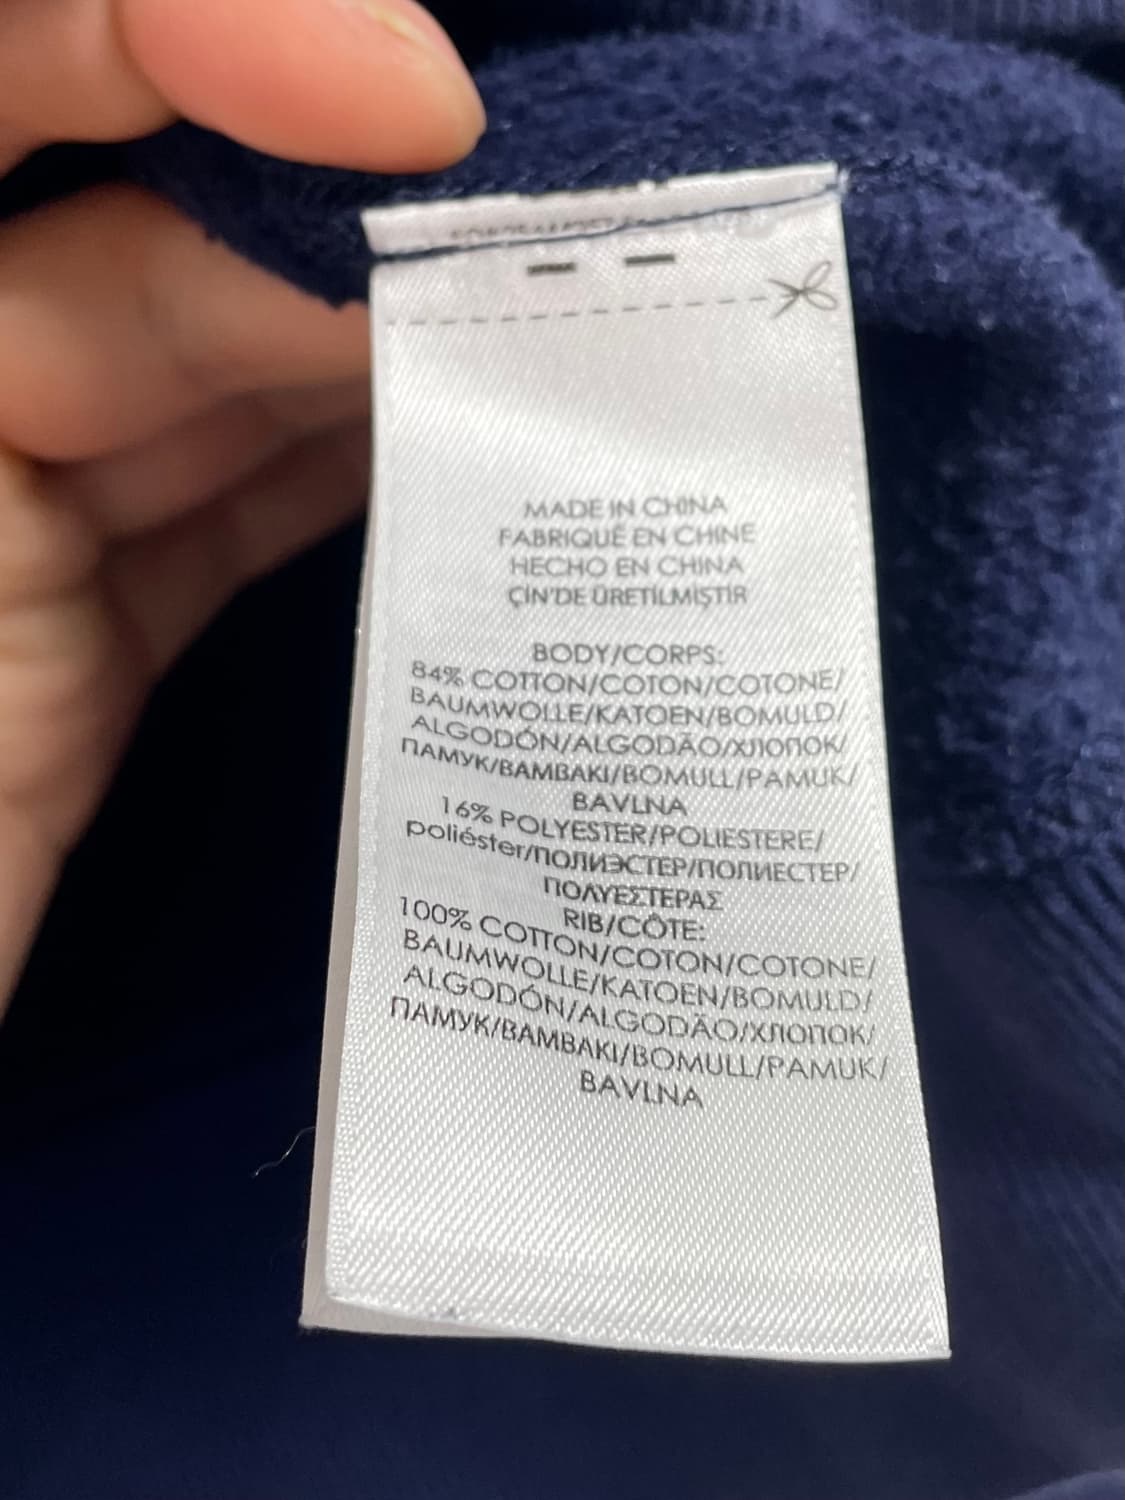 MADE IN CHINA
FABRIQUÉ EN CHINE
HECHO EN CHINA
ÇİN'DE ÜRETİLMİŞTİR
BODY/CORPS:
84% COTTON/COTON/COTONE/
BAUMWOLLE/KATOEN/BOMULD/
ALGODÓN/ALGODÃO/ХЛОПОК/
ПАМУК/BAMBAKI/BOMULL/PAMUK/
BAVLNA
16% POLYESTER/POLIESTERE/
poliéster/ПОЛИЭСТЕР/ПОЛИЕСТЕР/
ΠΟΛΥΕΣΤΕΡΑΣ
RIB/CÔTE:
100% COTTON/COTON/COTONE/
BAUMWOLLE/KATOEN/BOMULD/
ALGODÓN/ALGODÃO/ХЛОПОК/
ПАМУК/BAMBAKI/BOMULL/PAMUK/
BAVLNA